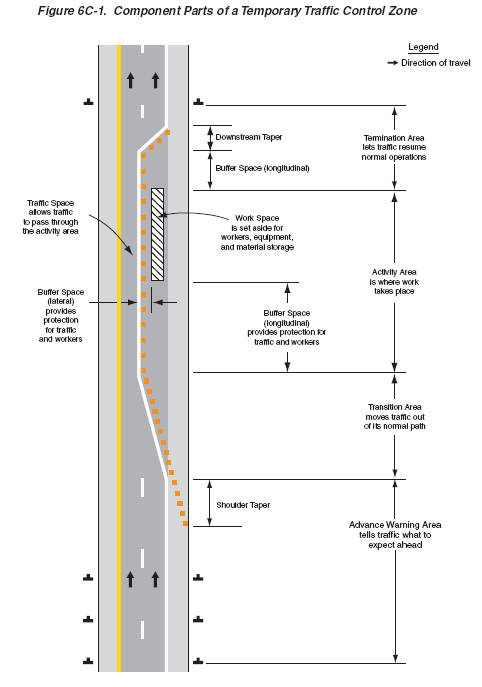 Figure 6C-1. Component Parts of a Temporary Traffic Control Zone
Legend
Direction of travel
Downstream Taper
Termination Area
lets traffic resume
normal operations
Buffer Space (longitudinal)
Traffic Space
allows traffic
to pass through
the activity area
Work Space
is set aside for
workers, equipment,
and material storage
Activity Area
is where work
takes place
Buffer Space
(lateral)
provides
protection
for traffic
and workers
Buffer Space
(longitudinal)
provides protection for
traffic and workers
Transition Area
moves traffic out
of its normal path
Shoulder Taper
Advance Warning Area
tells traffic what to
expect ahead